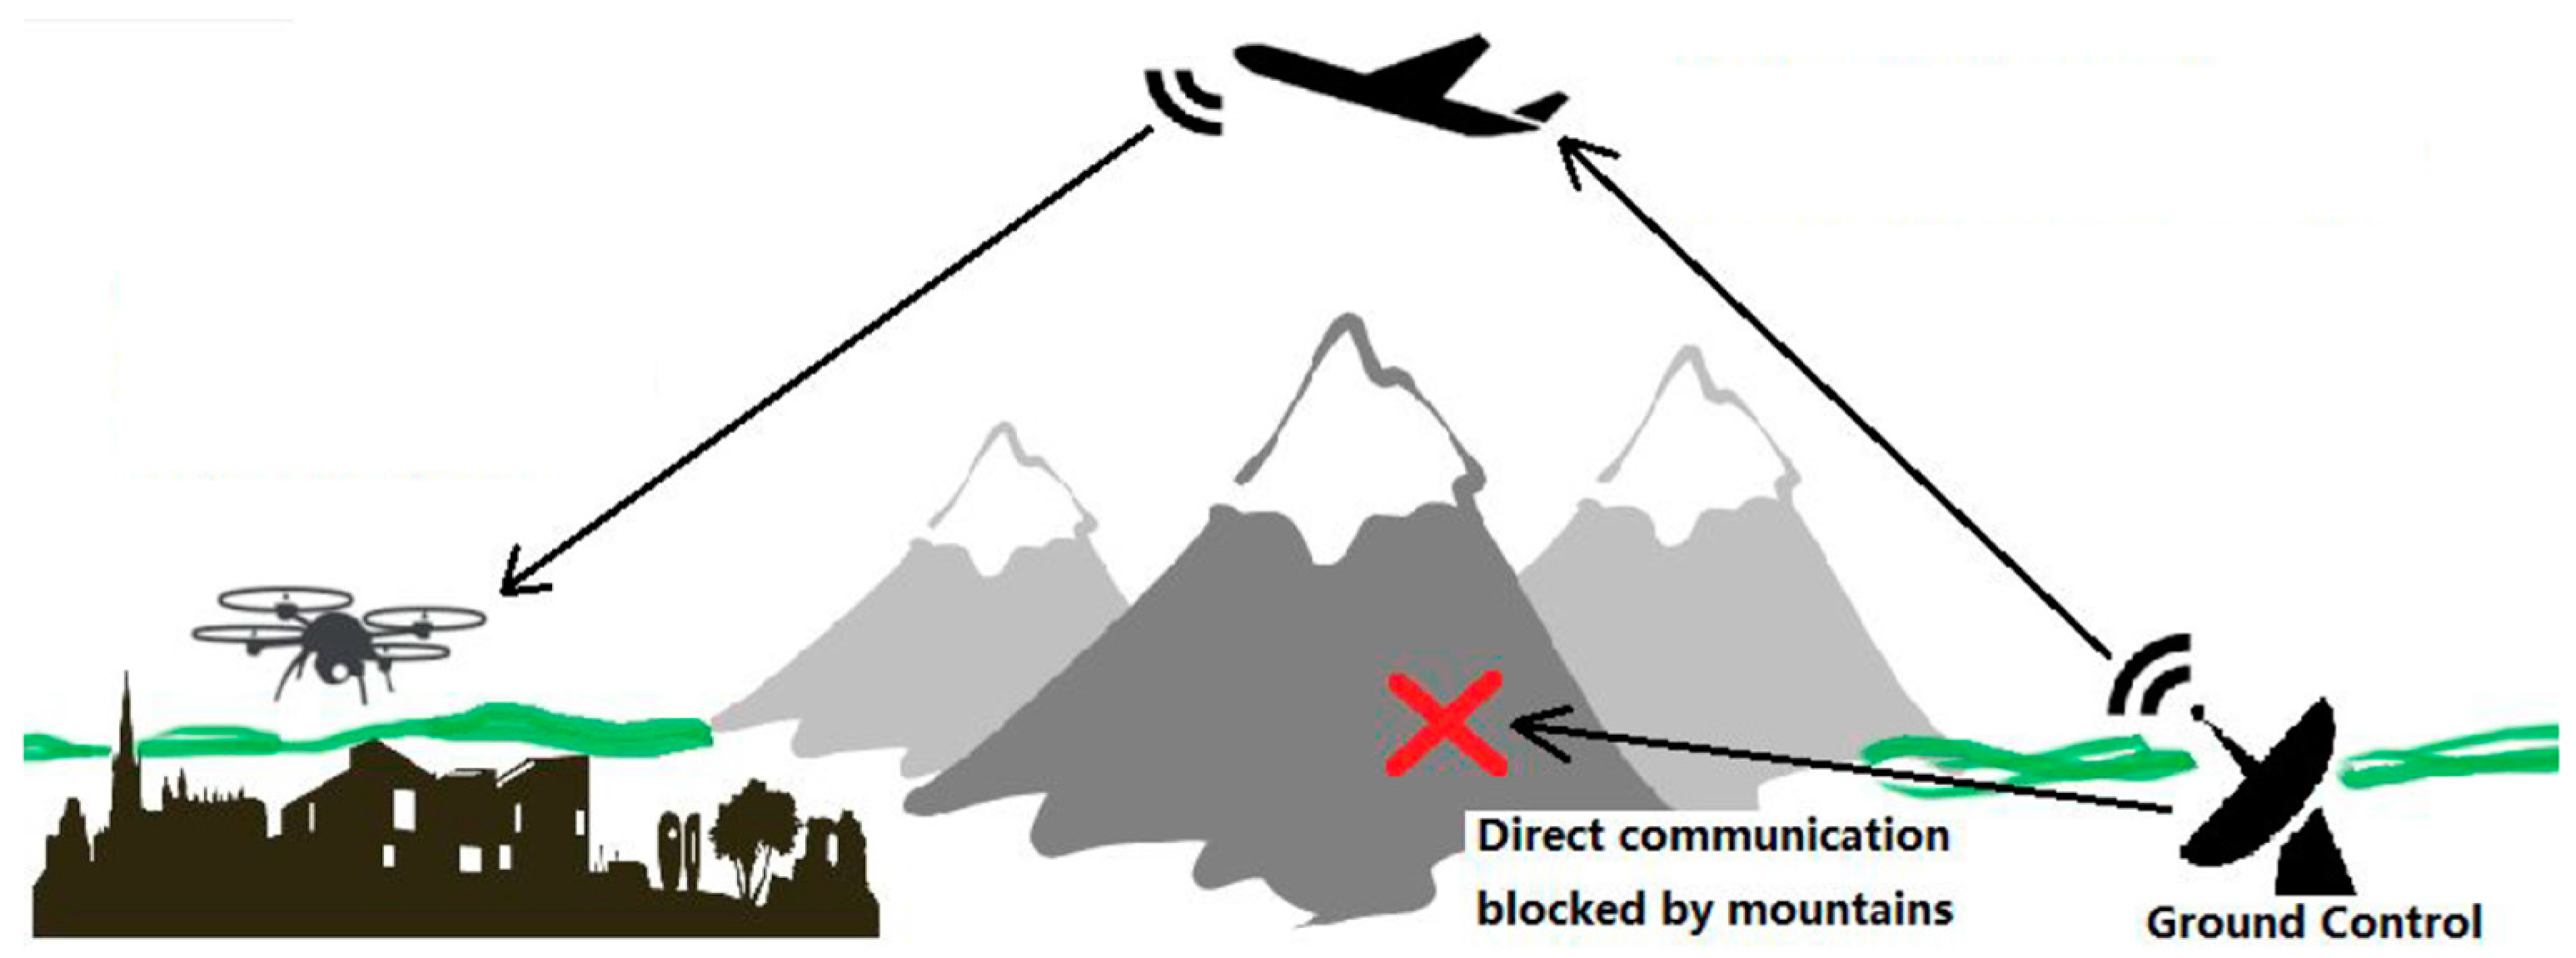 Direct communication
blocked by mountains
Ground Control